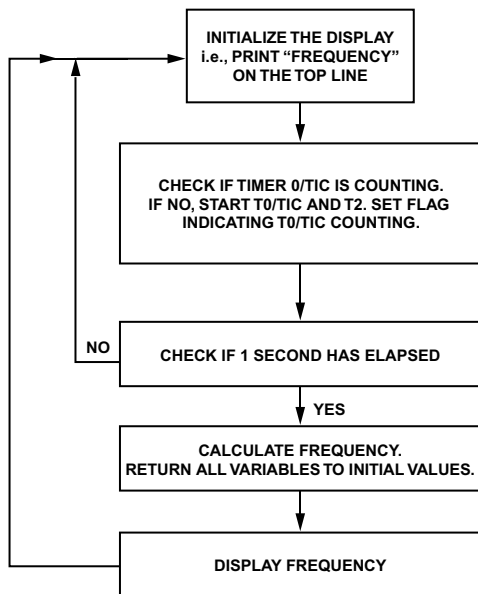 INITIALIZE THE DISPLAY
i.e., PRINT “FREQUENCY”
ON THE TOP LINE
CHECK IF TIMER 0/TIC IS COUNTING.
IF NO, START T0/TIC AND T2. SET FLAG
INDICATING T0/TIC COUNTING.
NO
CHECK IF 1 SECOND HAS ELAPSED
YES
CALCULATE FREQUENCY.
RETURN ALL VARIABLES TO INITIAL VALUES.
DISPLAY FREQUENCY